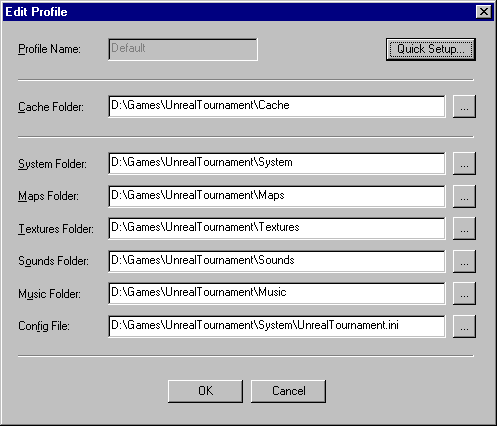 Edit Profile
Profile Name: Default Quick Setup...
Cache Folder: D:\Games\UnrealTournament\Cache ...
System Folder: D:\Games\UnrealTournament\System ...
Maps Folder: D:\Games\UnrealTournament\Maps ...
Textures Folder: D:\Games\UnrealTournament\Textures ...
Sounds Folder: D:\Games\UnrealTournament\Sounds ...
Music Folder: D:\Games\UnrealTournament\Music ...
Config File: D:\Games\UnrealTournament\System\UnrealTournament.ini ...
OK Cancel